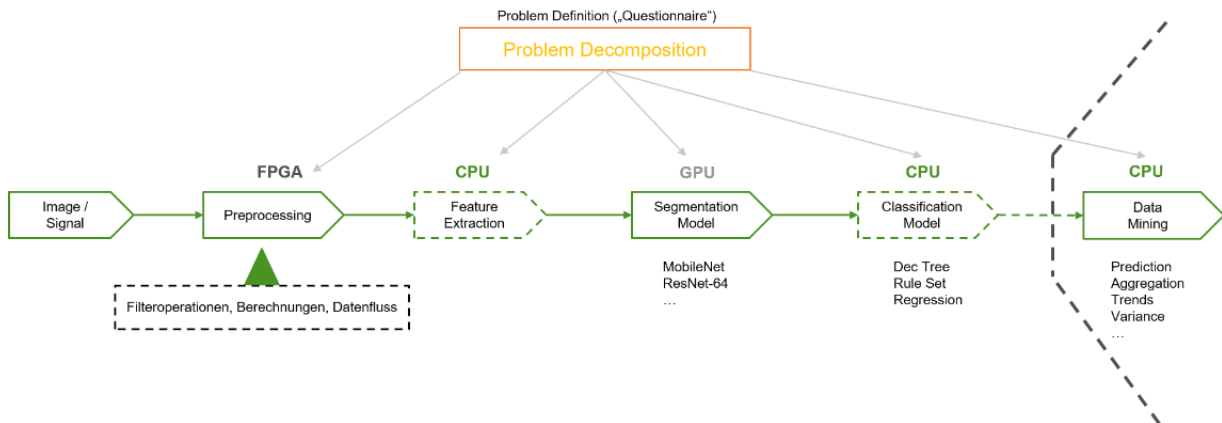 Problem Definition („Questionnaire“)
Problem Decomposition
FPGA
CPU
GPU
CPU
CPU
Image /
Signal
Preprocessing
Feature
Extraction
Segmentation
Model
Classification
Model
Data
Mining
Filteroperationen, Berechnungen, Datenfluss
MobileNet
ResNet-64
…
Dec Tree
Rule Set
Regression
Prediction
Aggregation
Trends
Variance
…